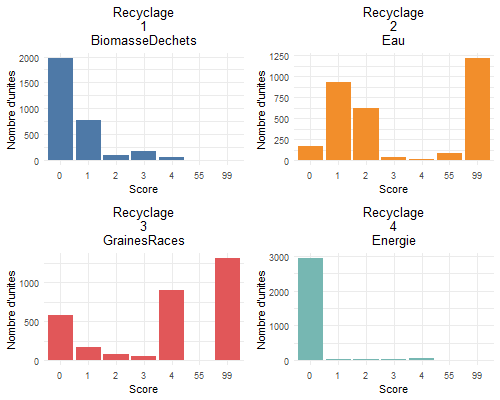 Recyclage
1
BiomasseDechets
Nombre d'unites
2000
1500
1000
500
0
0 1 2 3 4 55 99
Score
Recyclage
2
Eau
Nombre d'unites
1250
1000
750
500
250
0
0 1 2 3 4 55 99
Score
Recyclage
3
GrainesRaces
Nombre d'unites
1000
500
0
0 1 2 3 4 55 99
Score
Recyclage
4
Energie
Nombre d'unites
3000
2000
1000
0
0 1 2 3 4 55 99
Score